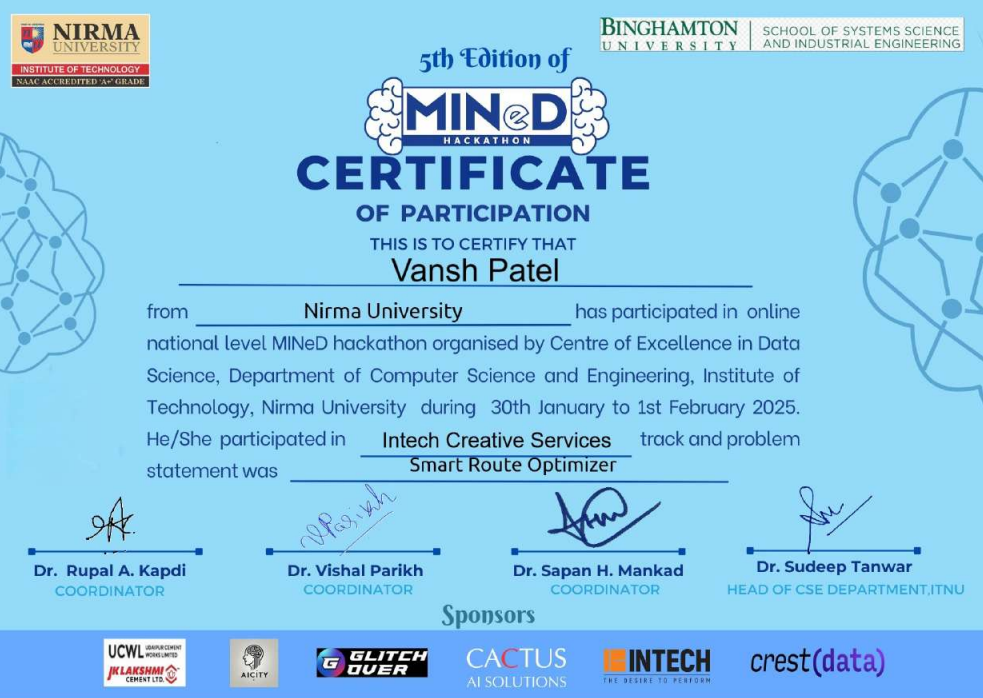 NIRMA
UNIVERSITY
INSTITUTE OF TECHNOLOGY
NAAC ACCREDITED 'A+' GRADE
BINGHAMTON
UNIVERSITY
SCHOOL OF SYSTEMS SCIENCE
AND INDUSTRIAL ENGINEERING
5th Edition of
MINeD
HACKATHON
CERTIFICATE
OF PARTICIPATION
THIS IS TO CERTIFY THAT
Vansh Patel
from Nirma University has participated in online
national level MINeD hackathon organised by Centre of Excellence in Data
Science, Department of Computer Science and Engineering, Institute of
Technology, Nirma University during 30th January to 1st February 2025.
He/She participated in Intech Creative Services track and problem
statement was Smart Route Optimizer
Dr. Rupal A. Kapdi
COORDINATOR
Dr. Vishal Parikh
COORDINATOR
Dr. Sapan H. Mankad
COORDINATOR
Dr. Sudeep Tanwar
HEAD OF CSE DEPARTMENT,ITNU
Sponsors
UCWL UDAIPUR CEMENT WORKS LIMITED
JK LAKSHMI
CEMENT LTD.
AICITY
G GLITCH
OVER
CACTUS
AI SOLUTIONS
INTECH
THE DESIRE TO PERFORM
crest(data)